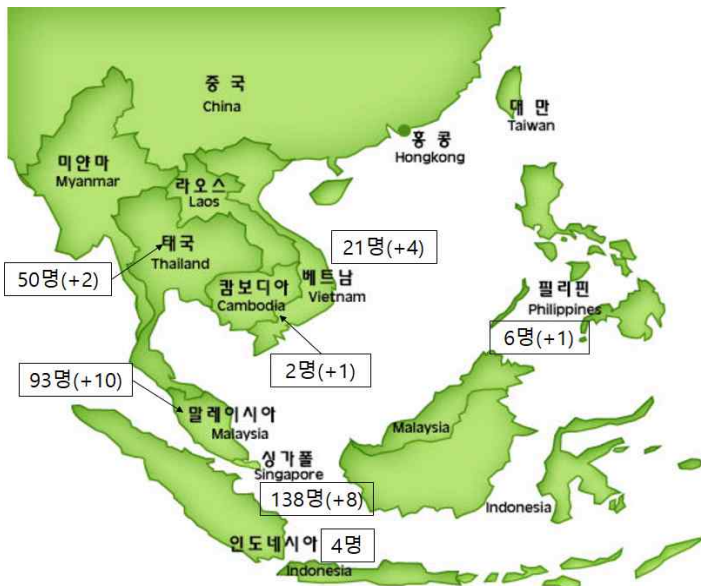 중 국
China
대 만
Taiwan
홍 콩
Hongkong
미얀마
Myanmar
라오스
Laos
태국
Thailand
50명(+2)
21명(+4)
베트남
Vietnam
캄보디아
Cambodia
2명(+1)
필리핀
Philippines
6명(+1)
93명(+10)
말레이시아
Malaysia
Malaysia
싱가폴
Singapore
138명(+8)
Indonesia
인도네시아
4명
Indonesia